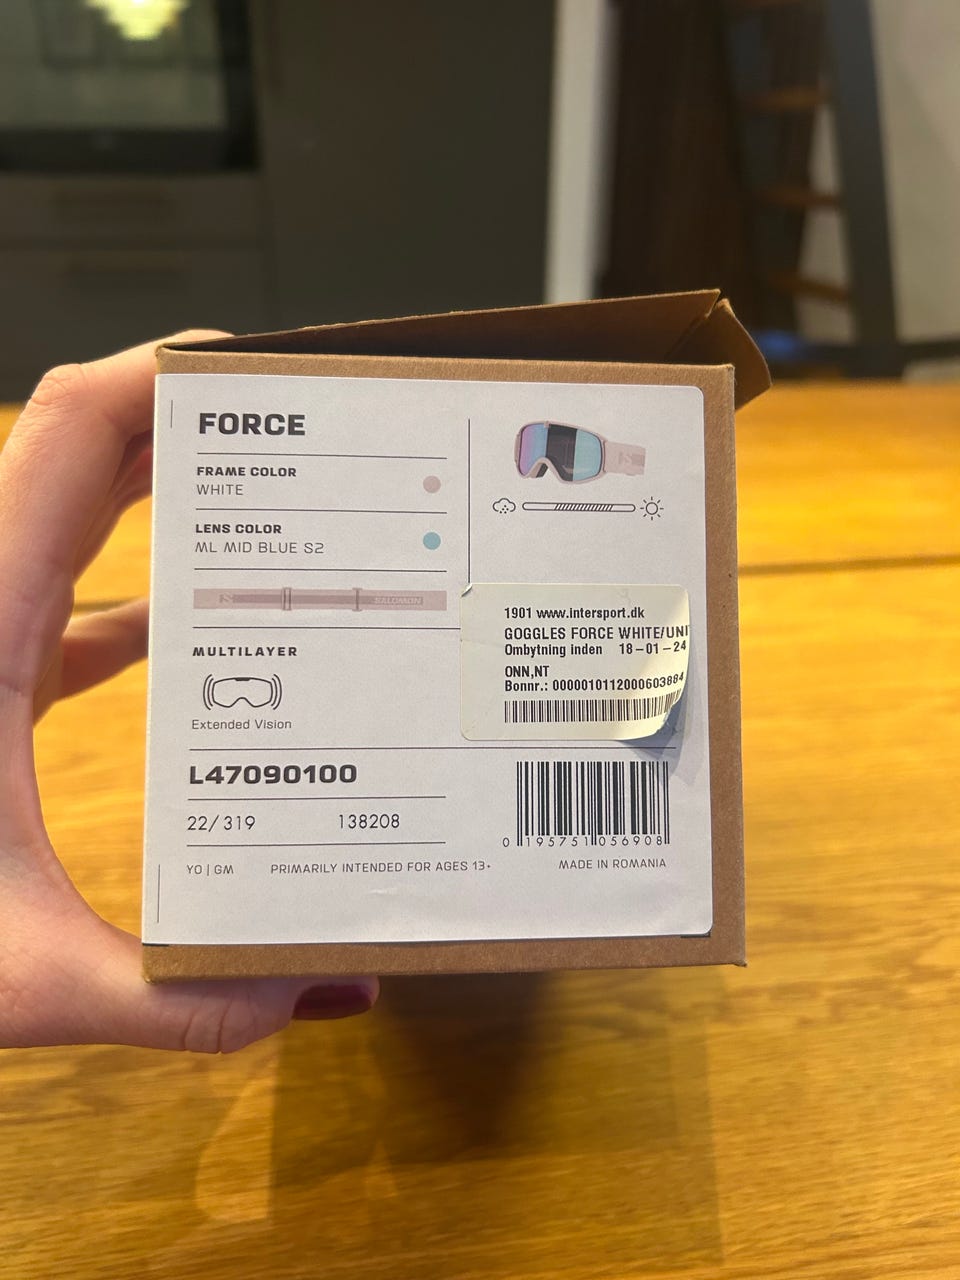 FORCE
FRAME COLOR
WHITE
LENS COLOR
ML MID BLUE S2
SALOMON
MULTILAYER
Extended Vision
1901 www.intersport.dk
GOGGLES FORCE WHITE/UNI
Ombytning inden 18-01-24
ONN,NT
Bonnr.: 0000010112000603884
L47090100
22/319 138208
0 195751 056908
YO | GM PRIMARILY INTENDED FOR AGES 13+ MADE IN ROMANIA